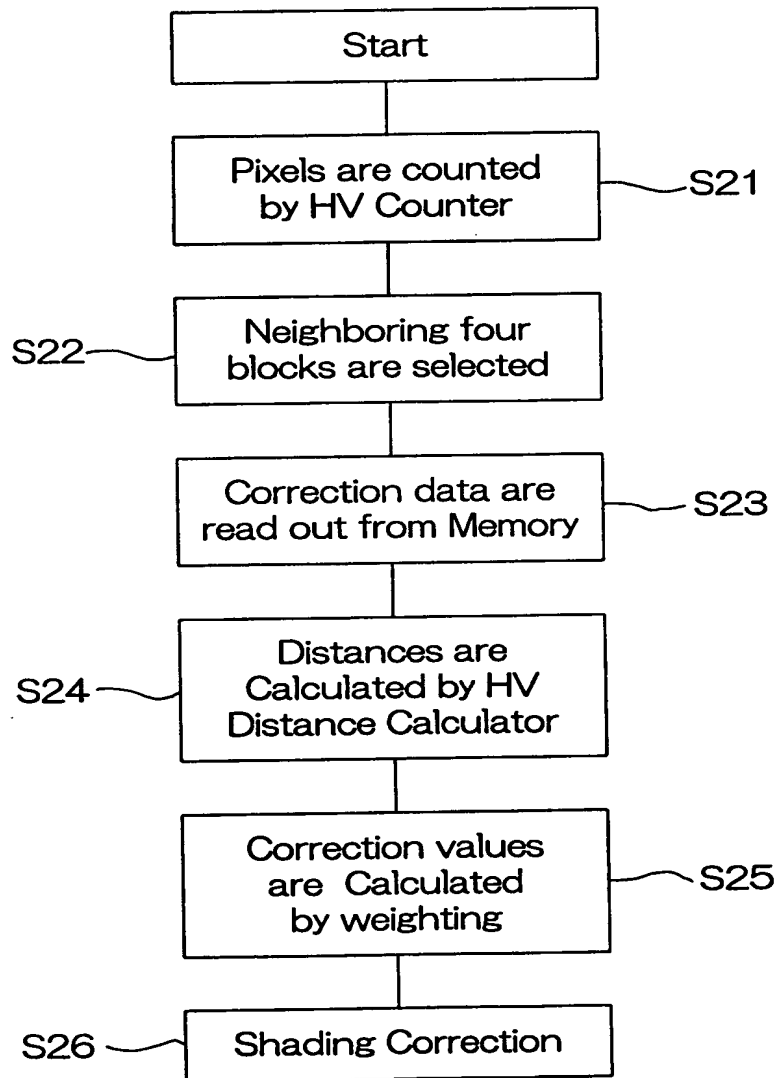 Start
Pixels are counted
by HV Counter
S21
Neighboring four
blocks are selected
S22
Correction data are
read out from Memory
S23
Distances are
Calculated by HV
Distance Calculator
S24
Correction values
are Calculated
by weighting
S25
Shading Correction
S26